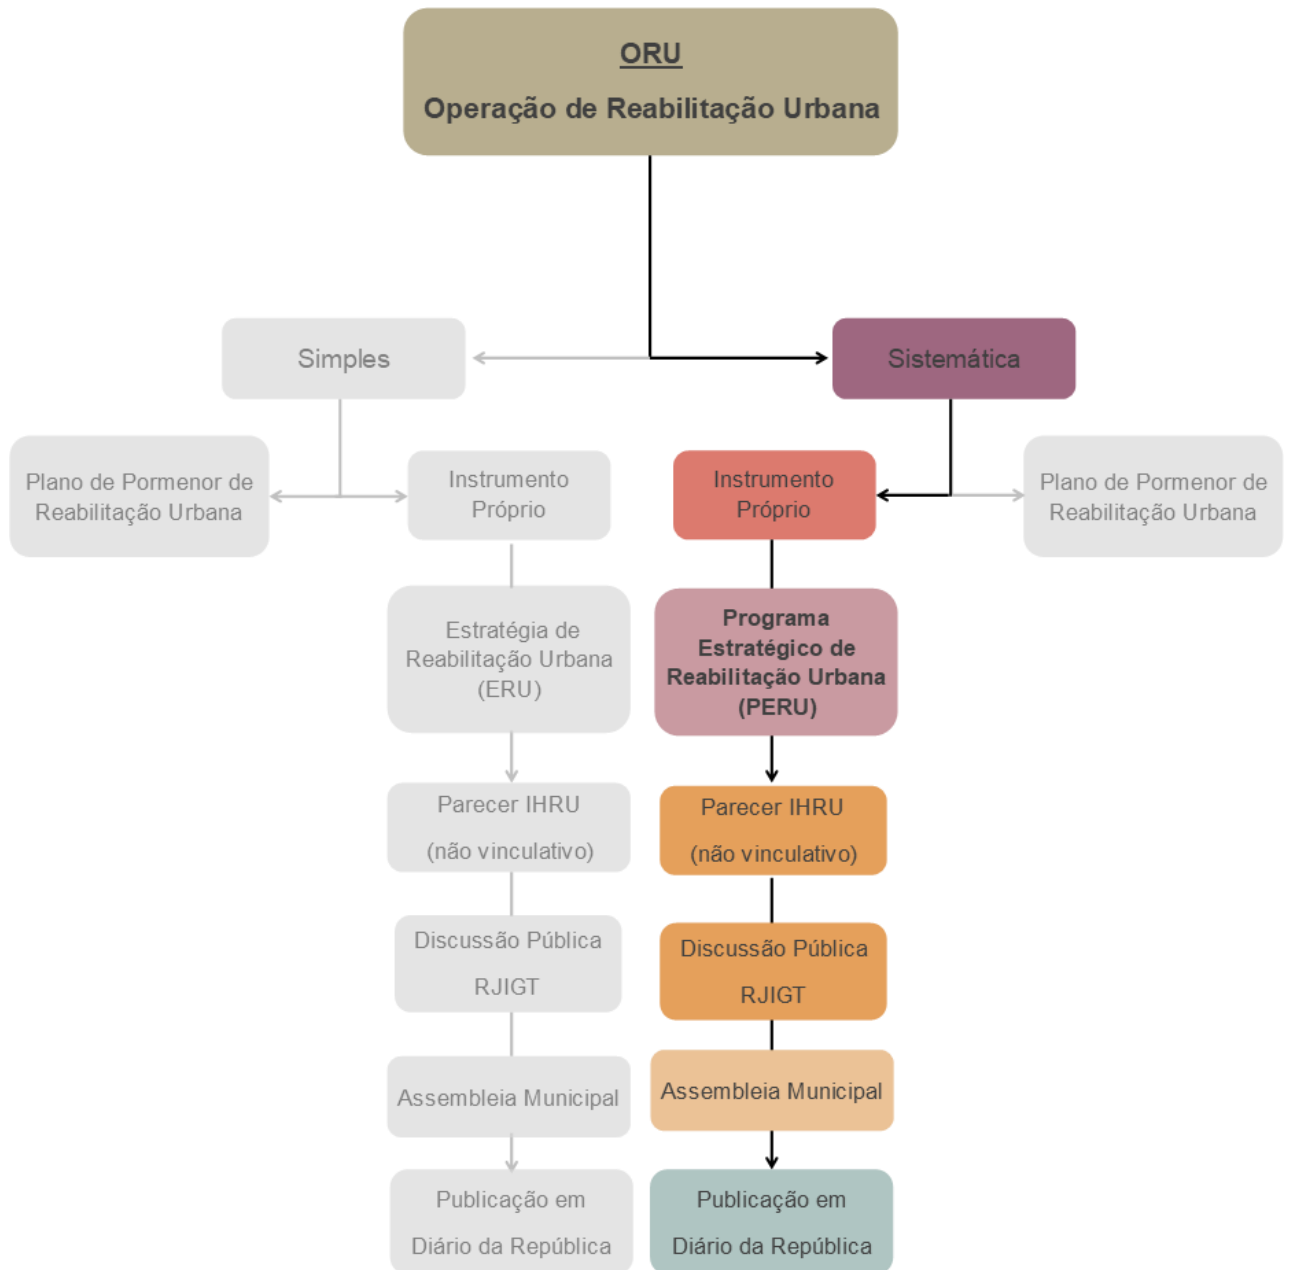 ORU
Operação de Reabilitação Urbana
Simples
Sistemática
Plano de Pormenor de
Reabilitação Urbana
Instrumento
Próprio
Instrumento
Próprio
Plano de Pormenor de
Reabilitação Urbana
Estratégia de
Reabilitação Urbana
(ERU)
Programa
Estratégico de
Reabilitação Urbana
(PERU)
Parecer IHRU
(não vinculativo)
Parecer IHRU
(não vinculativo)
Discussão Pública
RJIGT
Discussão Pública
RJIGT
Assembleia Municipal
Assembleia Municipal
Publicação em
Diário da República
Publicação em
Diário da República